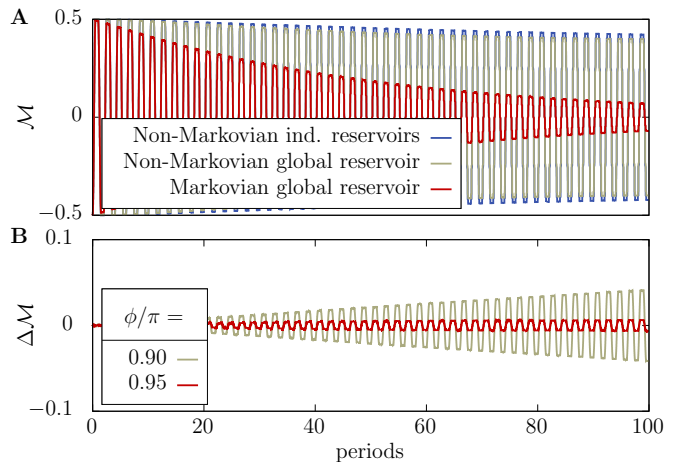 A
0.5
0
−0.5
ℳ
Non-Markovian ind. reservoirs
Non-Markovian global reservoir
Markovian global reservoir
B
0.1
0
−0.1
Δℳ
ϕ/π =
0.90
0.95
0 20 40 60 80 100
periods